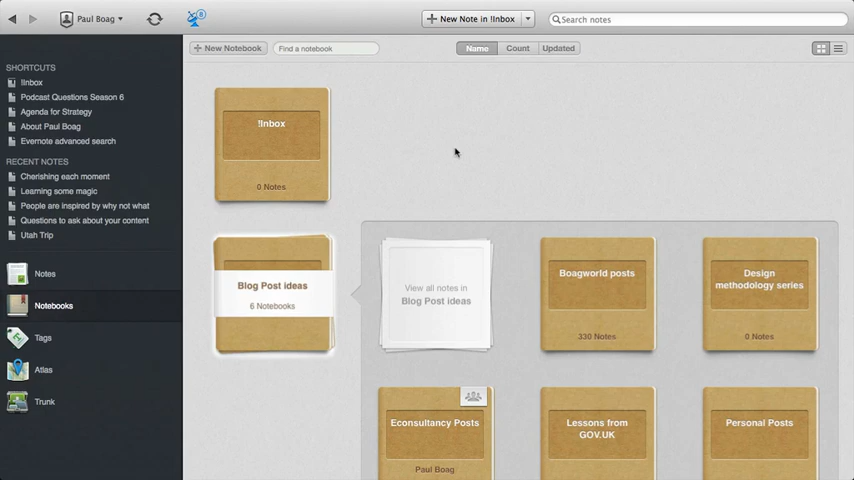 Paul Boag
8
New Note in !Inbox
Search notes
+ New Notebook
Find a notebook
Name
Count
Updated
SHORTCUTS
!Inbox
Podcast Questions Season 6
Agenda for Strategy
About Paul Boag
Evernote advanced search
RECENT NOTES
Cherishing each moment
Learning some magic
People are inspired by why not what
Questions to ask about your content
Utah Trip
Notes
Notebooks
Tags
Atlas
Trunk
!Inbox
0 Notes
Blog Post ideas
6 Notebooks
View all notes in
Blog Post ideas
Boagworld posts
330 Notes
Design
methodology series
0 Notes
Econsultancy Posts
Paul Boag
Lessons from
GOV.UK
Personal Posts